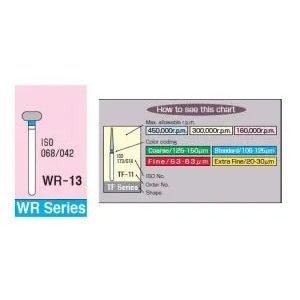 ISO
068/042
WR-13
WR Series
How to see this chart
Max. allowable r.p.m.
450,000r.p.m. 300,000r.p.m. 160,000r.p.m.
Color coding
Coarse/125-150μm Standard/106-125μm
Fine/53-63μm Extra Fine/20-30μm
ISO
173/016
TF-11
TF Series
ISO No.
Order No.
Shape